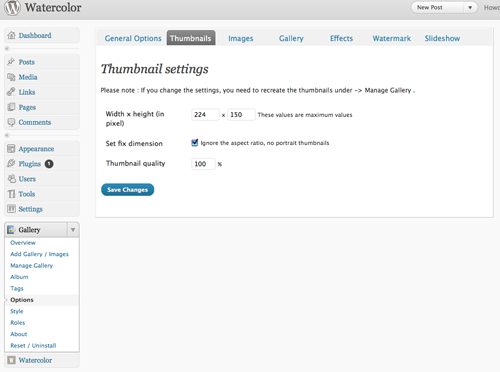 Watercolor
New Post
Howd
Dashboard
Posts
Media
Links
Pages
Comments
Appearance
Plugins 1
Users
Tools
Settings
Gallery
Overview
Add Gallery / Images
Manage Gallery
Album
Tags
Options
Style
Roles
About
Reset / Uninstall
Watercolor
General Options Thumbnails Images Gallery Effects Watermark Slideshow
Thumbnail settings
Please note : If you change the settings, you need to recreate the thumbnails under -> Manage Gallery .
Width x height (in
pixel)
224 x 150 These values are maximum values
Set fix dimension
Ignore the aspect ratio, no portrait thumbnails
Thumbnail quality
100 %
Save Changes